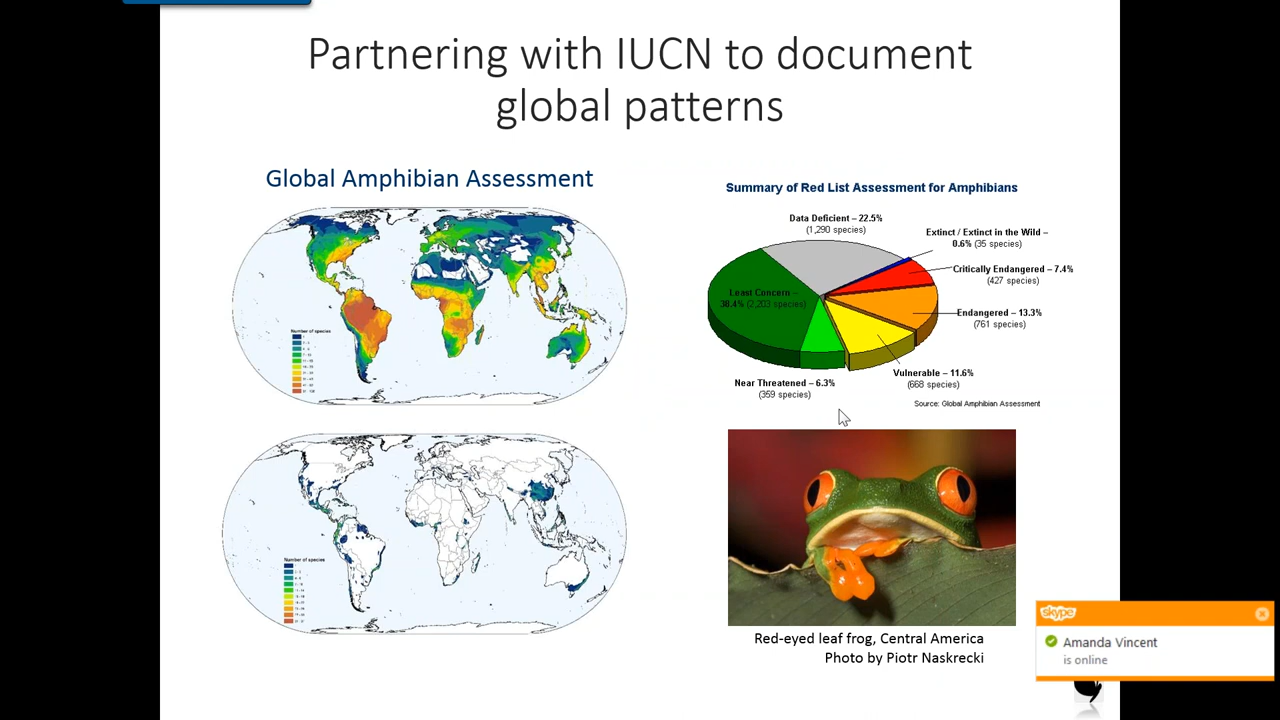 Partnering with IUCN to document
global patterns
Global Amphibian Assessment
Number of species
Number of species
Summary of Red List Assessment for Amphibians
Data Deficient – 22.5%
(1,290 species)
Extinct / Extinct in the Wild –
0.6% (35 species)
Critically Endangered – 7.4%
(427 species)
Endangered – 13.3%
(761 species)
Vulnerable – 11.6%
(668 species)
Near Threatened – 6.3%
(359 species)
Least Concern –
38.4% (2,203 species)
Source: Global Amphibian Assessment
Red-eyed leaf frog, Central America
Photo by Piotr Naskrecki
skype
Amanda Vincent
is online